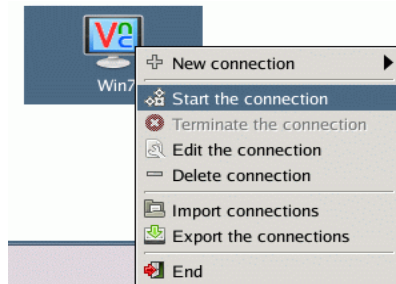 VNC
Win7
New connection
Start the connection
Terminate the connection
Edit the connection
Delete connection
Import connections
Export the connections
End